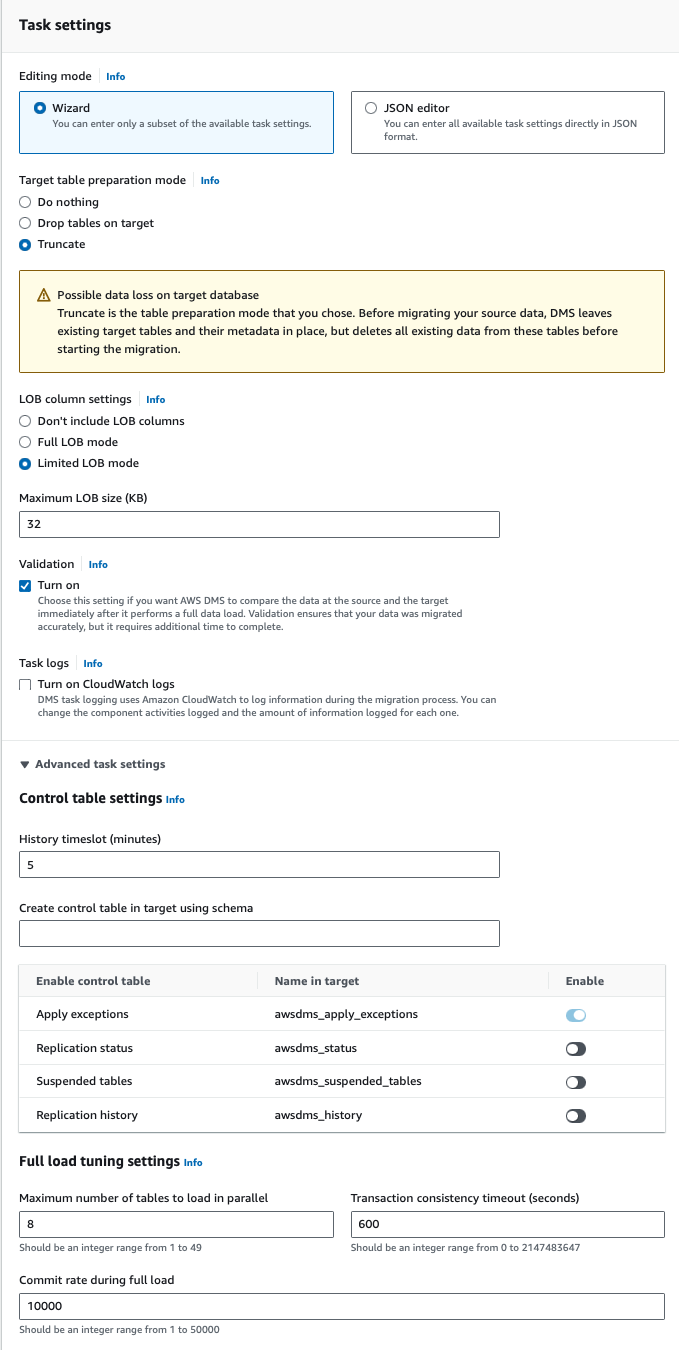 Task settings
Editing mode Info
Wizard
You can enter only a subset of the available task settings.
JSON editor
You can enter all available task settings directly in JSON
format.
Target table preparation mode Info
Do nothing
Drop tables on target
Truncate
Possible data loss on target database
Truncate is the table preparation mode that you chose. Before migrating your source data, DMS leaves
existing target tables and their metadata in place, but deletes all existing data from these tables before
starting the migration.
LOB column settings Info
Don't include LOB columns
Full LOB mode
Limited LOB mode
Maximum LOB size (KB)
32
Validation Info
Turn on
Choose this setting if you want AWS DMS to compare the data at the source and the target
immediately after it performs a full data load. Validation ensures that your data was migrated
accurately, but it requires additional time to complete.
Task logs Info
Turn on CloudWatch logs
DMS task logging uses Amazon CloudWatch to log information during the migration process. You can
change the component activities logged and the amount of information logged for each one.
Advanced task settings
Control table settings Info
History timeslot (minutes)
5
Create control table in target using schema
Enable control table Name in target Enable
Apply exceptions awsdms_apply_exceptions
Replication status awsdms_status
Suspended tables awsdms_suspended_tables
Replication history awsdms_history
Full load tuning settings Info
Maximum number of tables to load in parallel
8
Should be an integer range from 1 to 49
Transaction consistency timeout (seconds)
600
Should be an integer range from 0 to 2147483647
Commit rate during full load
10000
Should be an integer range from 1 to 50000